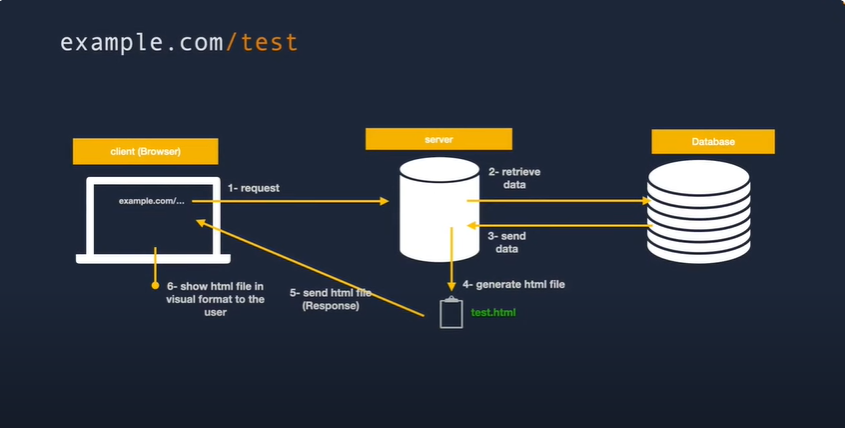 example.com/test
client (Browser)
server
Database
example.com/...
1- request
2- retrieve
data
3- send
data
4- generate html file
test.html
5- send html file
(Response)
6- show html file in
visual format to the
user